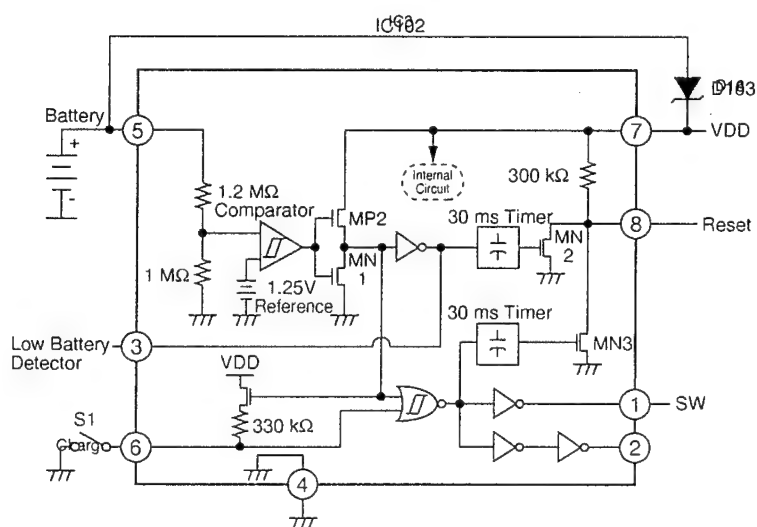 IC102
D103
Battery
5
7
VDD
+
-
1.2 MΩ
Comparator
Internal
Circuit
300 kΩ
MP2
30 ms Timer
8
Reset
MN
1
MN
2
1 MΩ
1.25V
Reference
30 ms Timer
MN3
Low Battery
Detector
3
VDD
330 kΩ
S1
Charge
6
1
SW
2
4